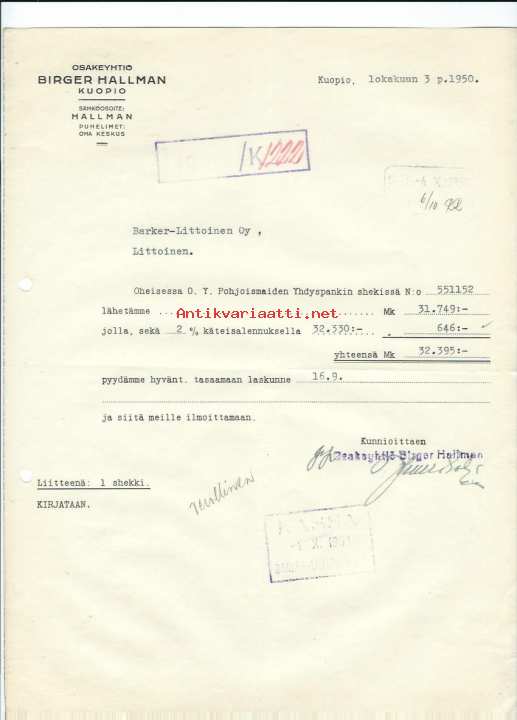 OSAKEYHTIÖ
BIRGER HALLMAN
KUOPIO
SÄHKÖOSOITE:
HALLMAN
PUHELIMET:
OMA KESKUS
Kuopio, lokakuun 3 p.1950.
/K/1222
6/10
Barker-Littoinen Oy ,
Littoinen.
Oheisessa O. Y. Pohjoismaiden Yhdyspankin shekissä N:o 551152
lähetämme Mk 31.749:-
Antikvariaatti.net
jolla, sekä 2 % käteisalennuksella 32.330:- „ 646:-
yhteensä Mk 32.395:-
pyydämme hyvänt. tasaamaan laskunne 16.9.
ja siitä meille ilmoittamaan.
Kunnioittaen
Osakeyhtiö Birger Hallman
Liitteenä: 1 shekki.
KIRJATAAN.